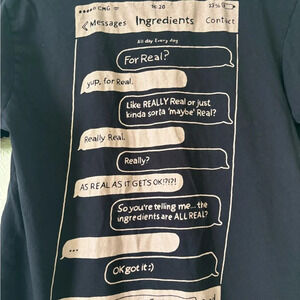 CMG 16:20 22%
Messages Ingredients Contact
All day Every day
For Real?
yup, for Real.
Like REALLY Real or just
kinda sorta 'maybe' Real?
Really Real.
Really?
AS REAL AS IT GETS OK!?!?!
So you're telling me...the
ingredients are ALL REAL?
...
OK got it :)